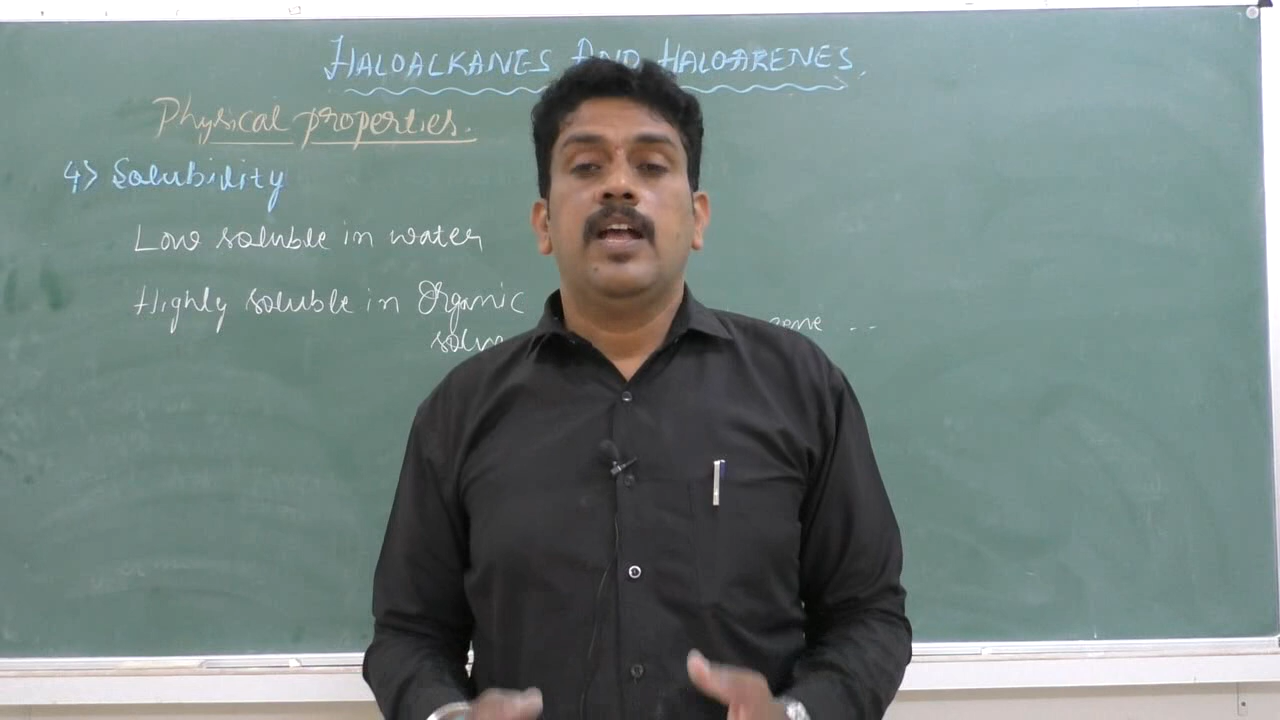 HALOALKANES AND HALOARENES.
Physical properties.
4> Solubility
Low soluble in water
Highly soluble in Organic